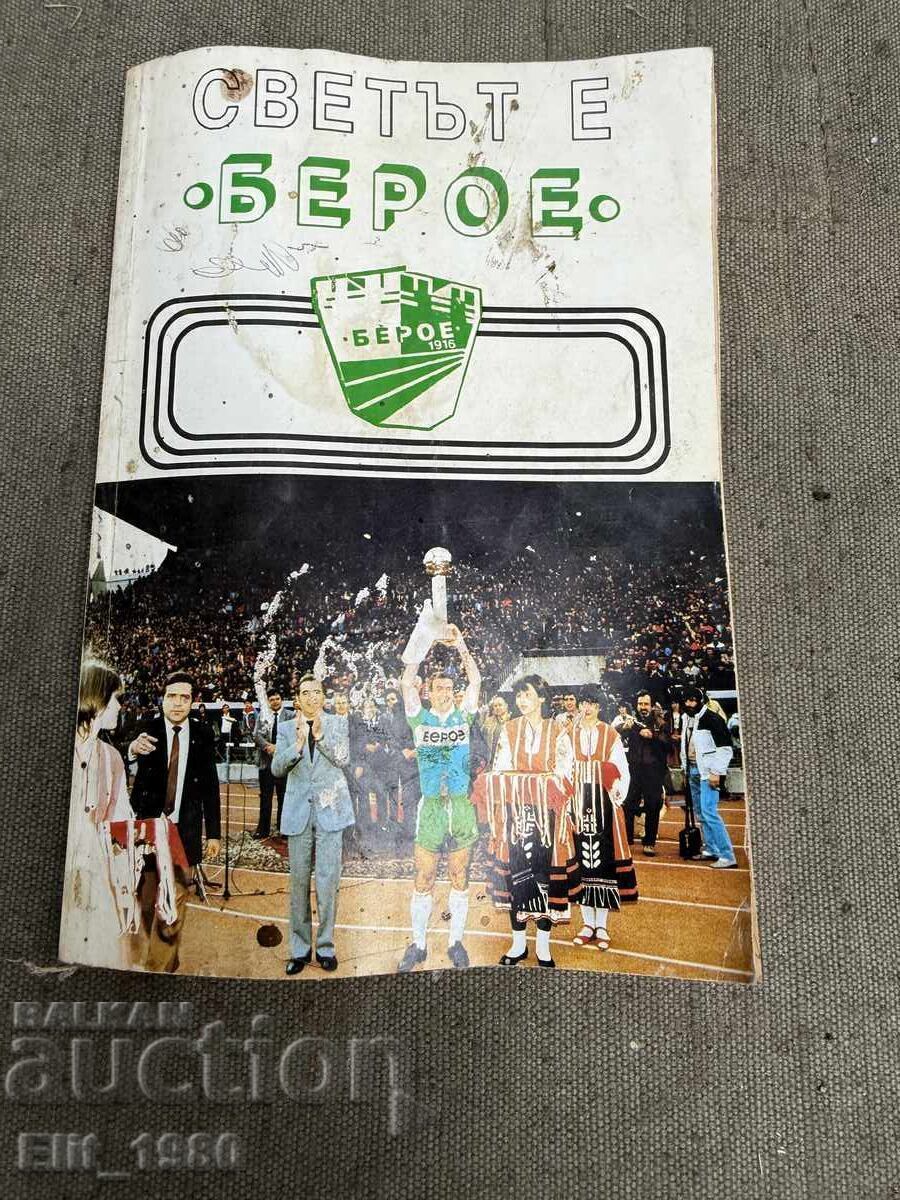 СВЕТЪТ Е
·БЕРОЕ·
·БЕРОЕ·
1916
БЕРОЕ
BALKAN
auction
Elit_1980